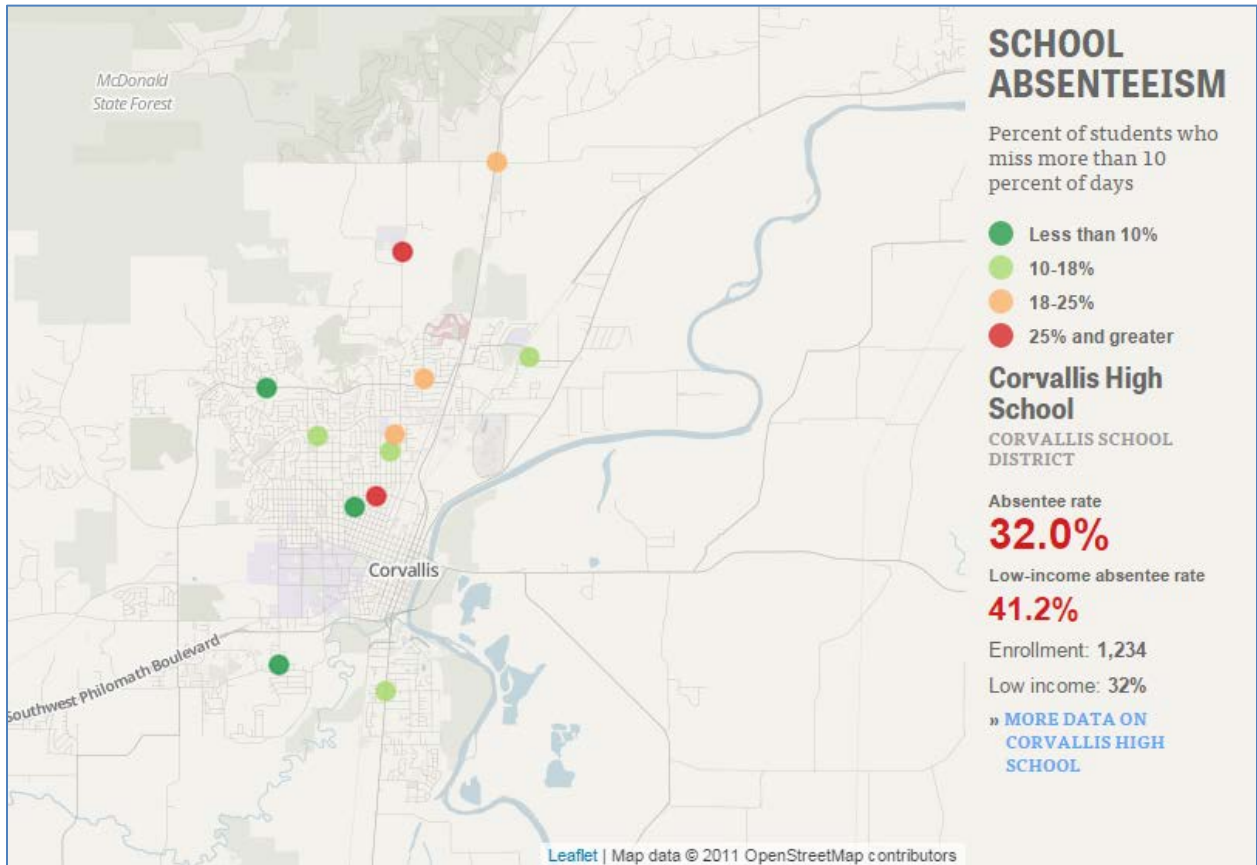 McDonald
State Forest
Corvallis
Southwest Philomath Boulevard
Leaflet | Map data © 2011 OpenStreetMap contributors
SCHOOL
ABSENTEEISM
Percent of students who
miss more than 10
percent of days
Less than 10%
10-18%
18-25%
25% and greater
Corvallis High
School
CORVALLIS SCHOOL
DISTRICT
Absentee rate
32.0%
Low-income absentee rate
41.2%
Enrollment: 1,234
Low income: 32%
» MORE DATA ON
CORVALLIS HIGH
SCHOOL